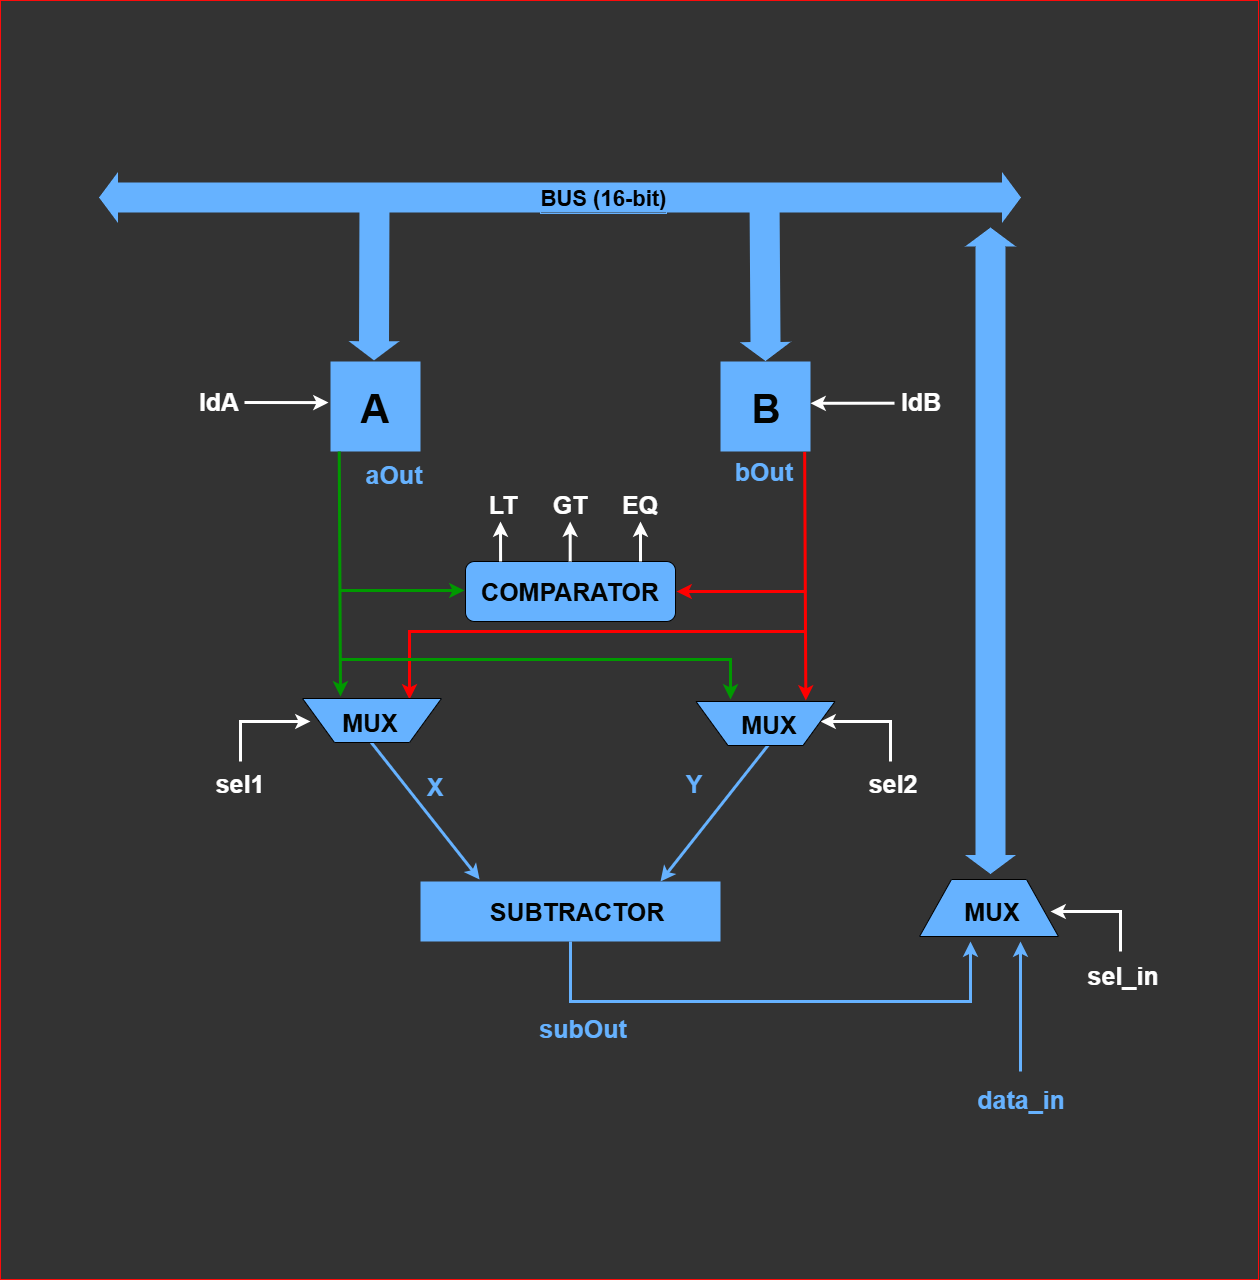 BUS (16-bit)
ldA
A
B
ldB
aOut
bOut
LT GT EQ
COMPARATOR
MUX
MUX
sel1
X
Y
sel2
SUBTRACTOR
MUX
sel_in
subOut
data_in